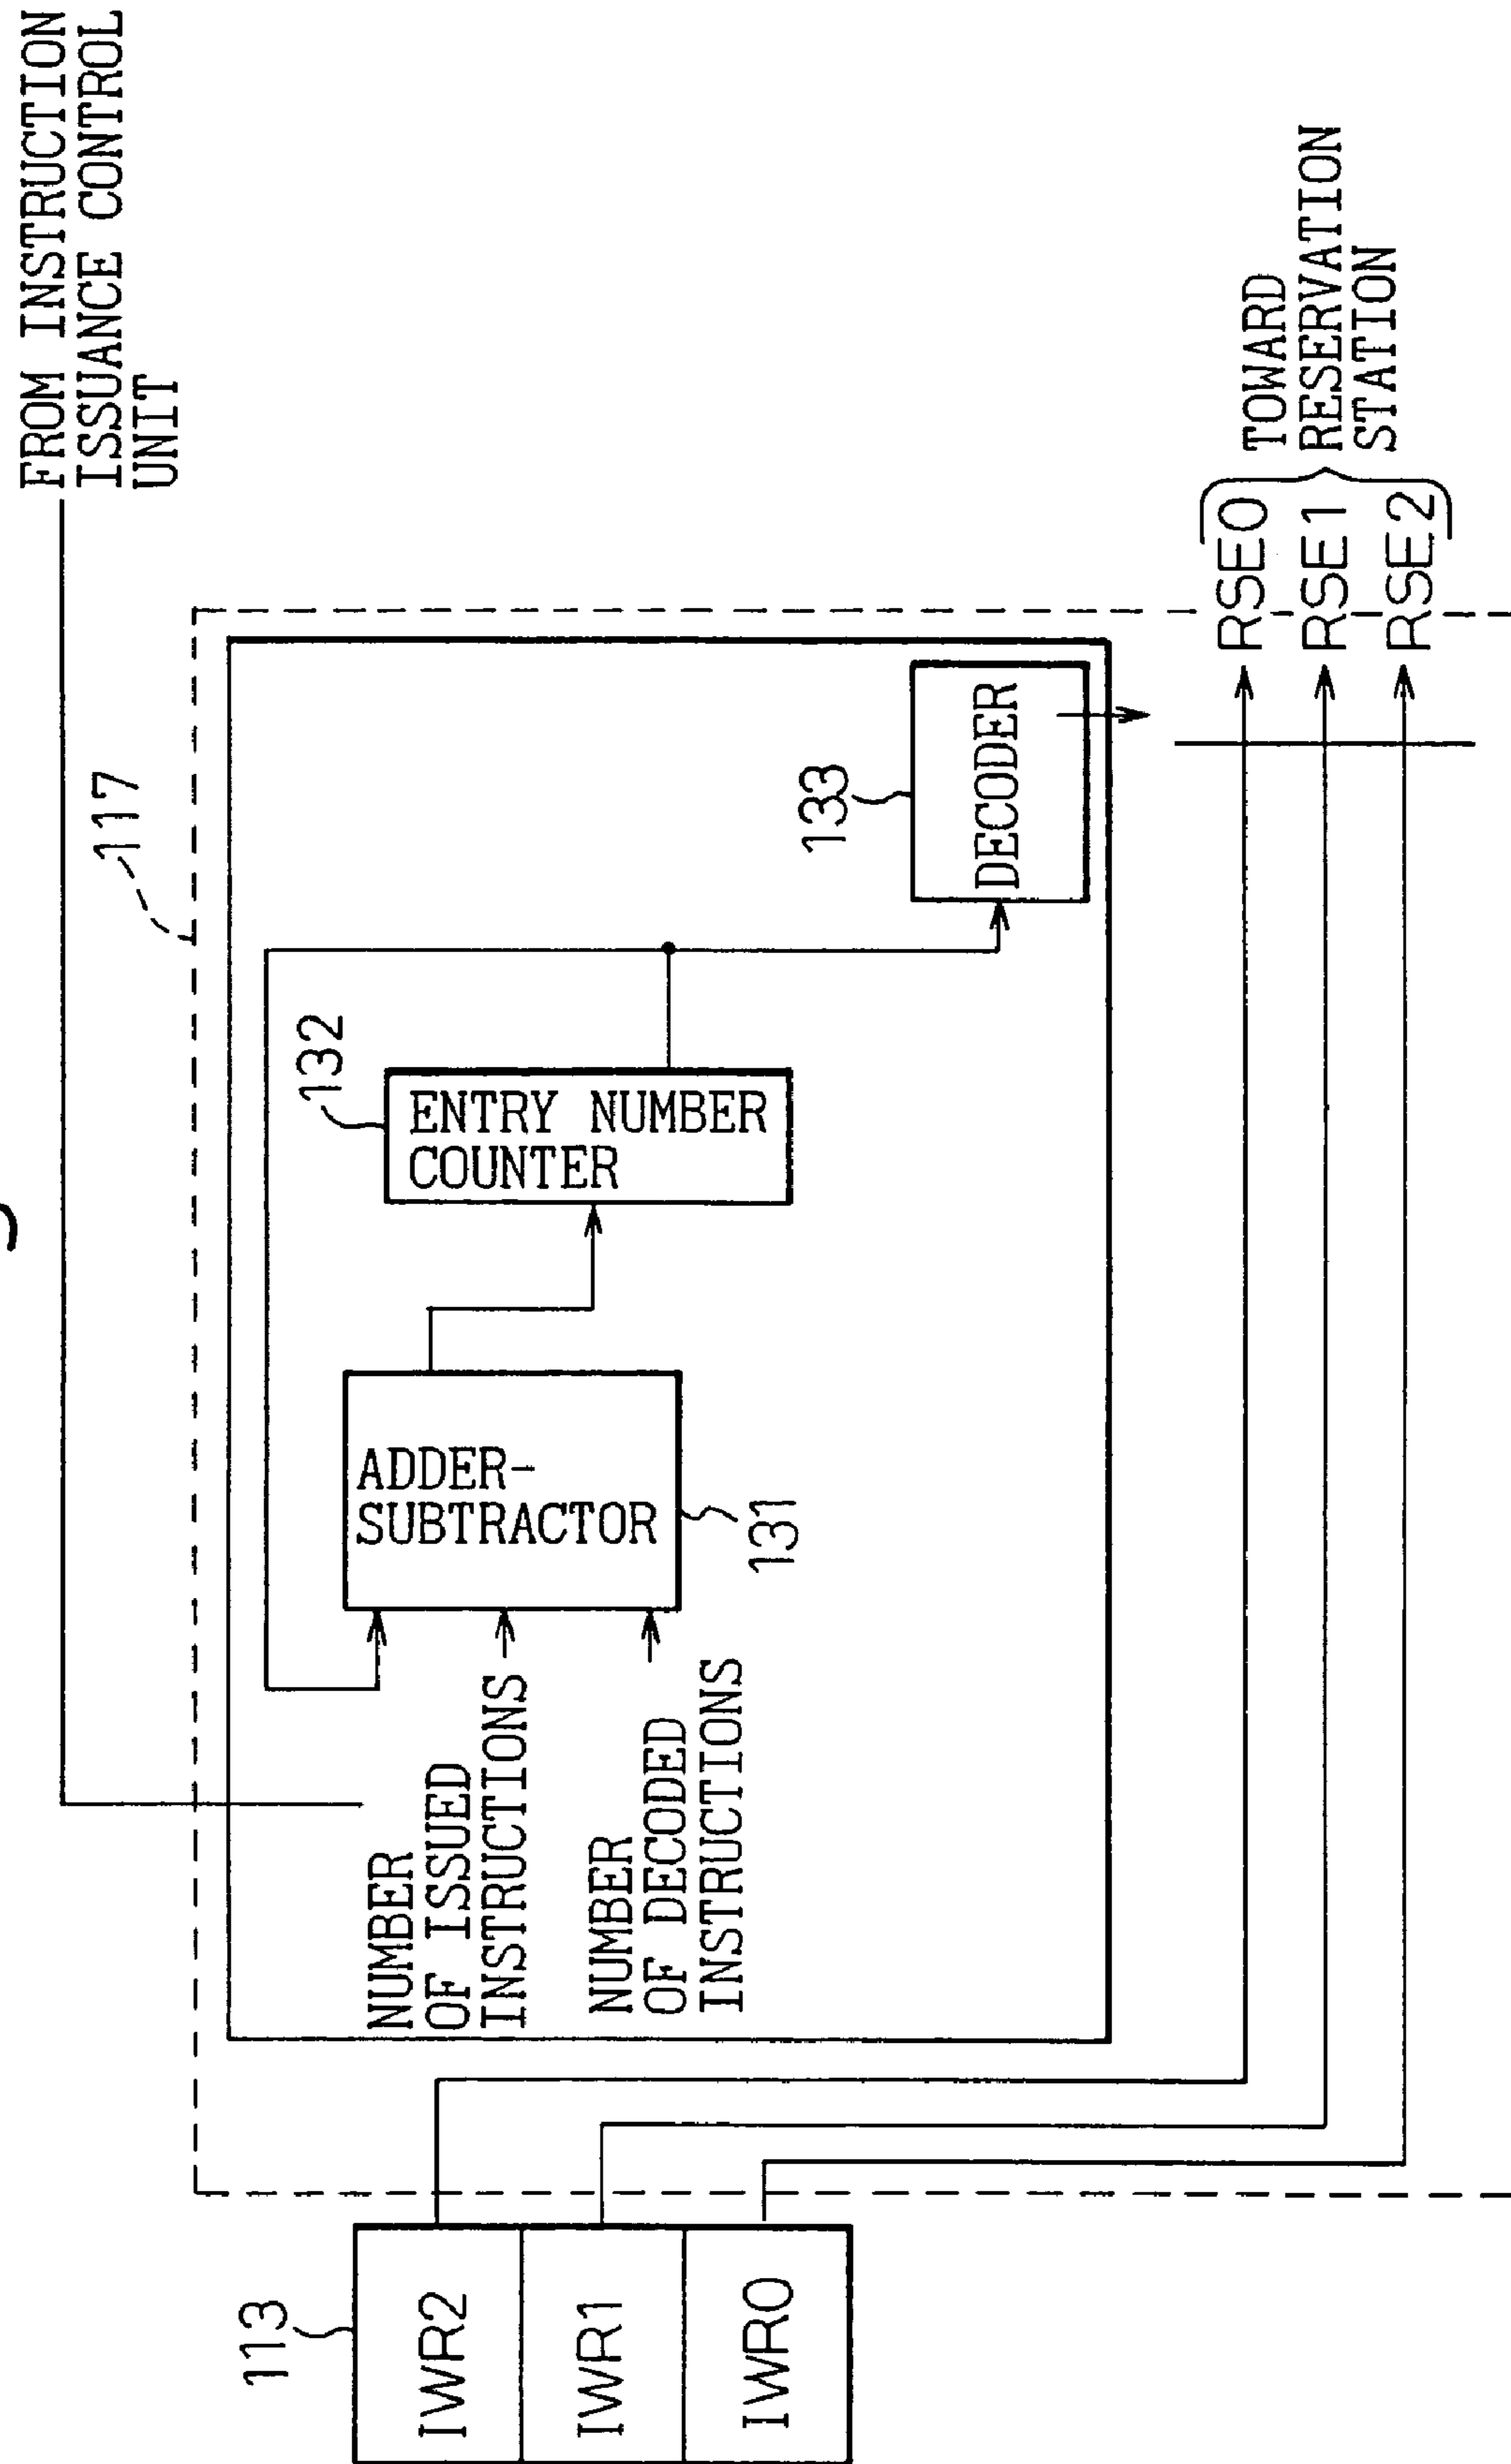 FROM INSTRUCTION
ISSUANCE CONTROL
UNIT
117
113
IWR2
IWR1
IWR0
NUMBER
OF ISSUED
INSTRUCTIONS
NUMBER
OF DECODED
INSTRUCTIONS
ADDER-
SUBTRACTOR
131
132
ENTRY NUMBER
COUNTER
133
DECODER
RSE0
RSE1
RSE2
TOWARD
RESERVATION
STATION